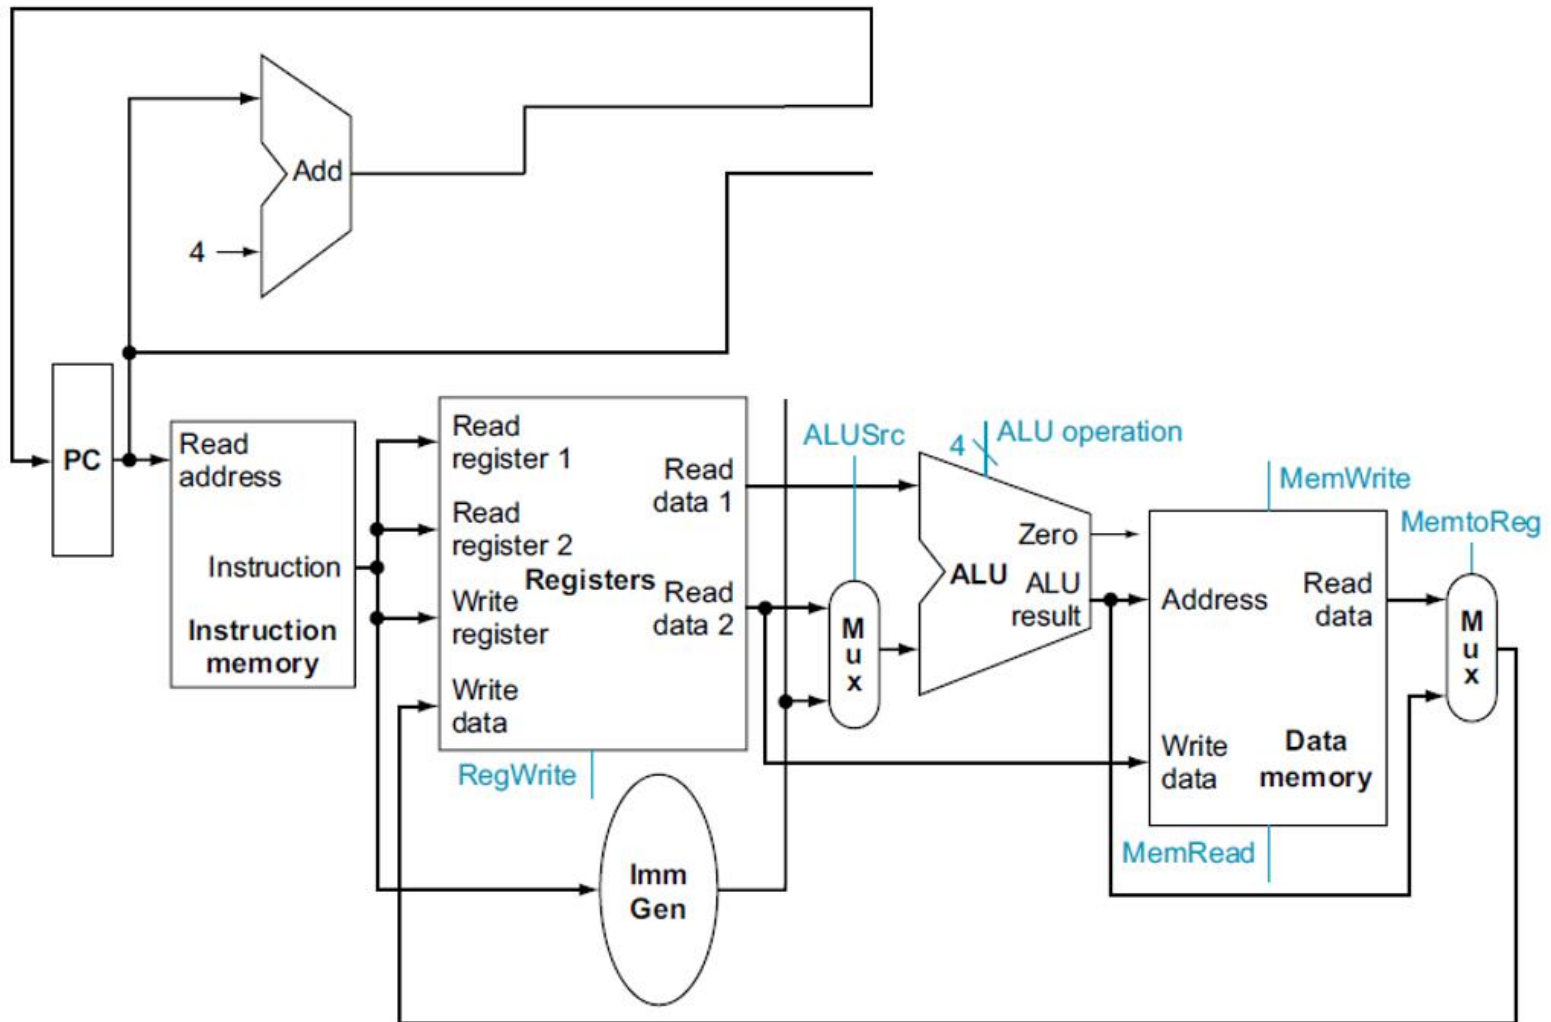 Add
4
PC
Read
address
Instruction
Instruction
memory
Read
register 1
Read
register 2
Registers
Write
register
Write
data
Read
data 1
Read
data 2
RegWrite
Imm
Gen
ALUSrc
M
u
x
4
ALU operation
Zero
ALU
ALU
result
MemWrite
Address
Read
data
Write
data
Data
memory
MemRead
MemtoReg
M
u
x